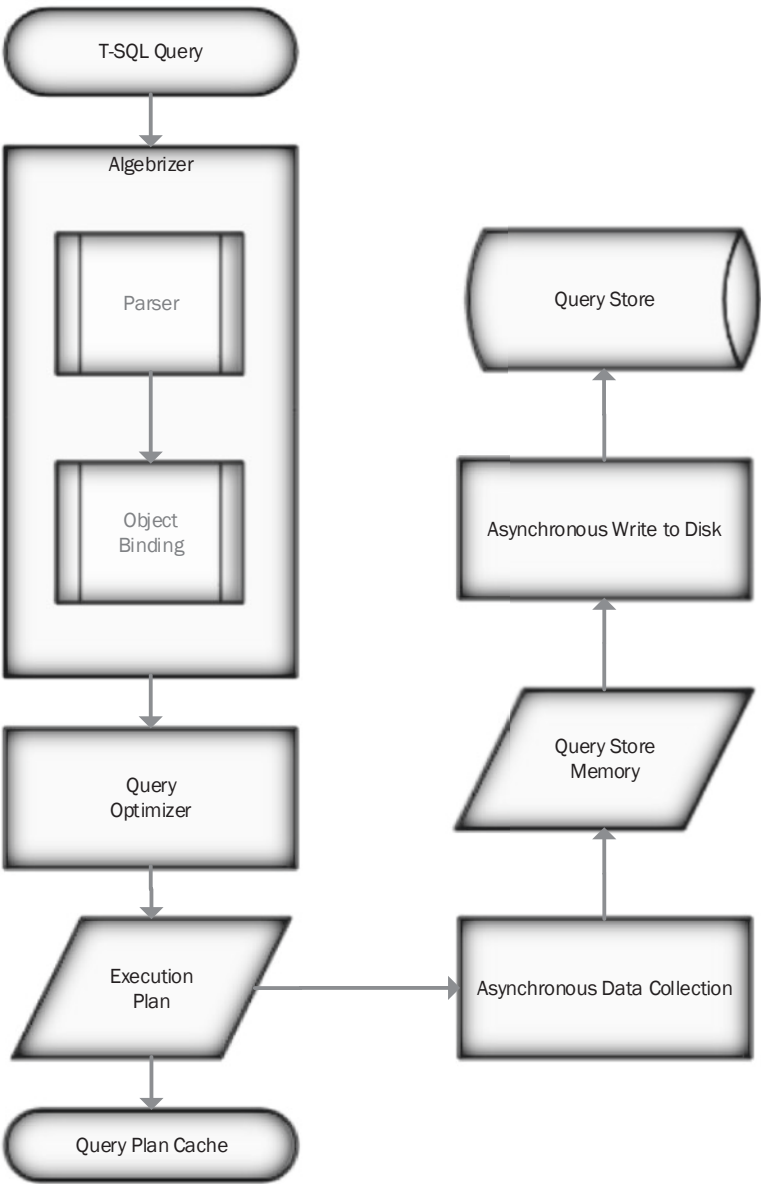 T-SQL Query
Algebrizer
Parser
Object
Binding
Query
Optimizer
Execution
Plan
Query Plan Cache
Query Store
Asynchronous Write to Disk
Query Store
Memory
Asynchronous Data Collection